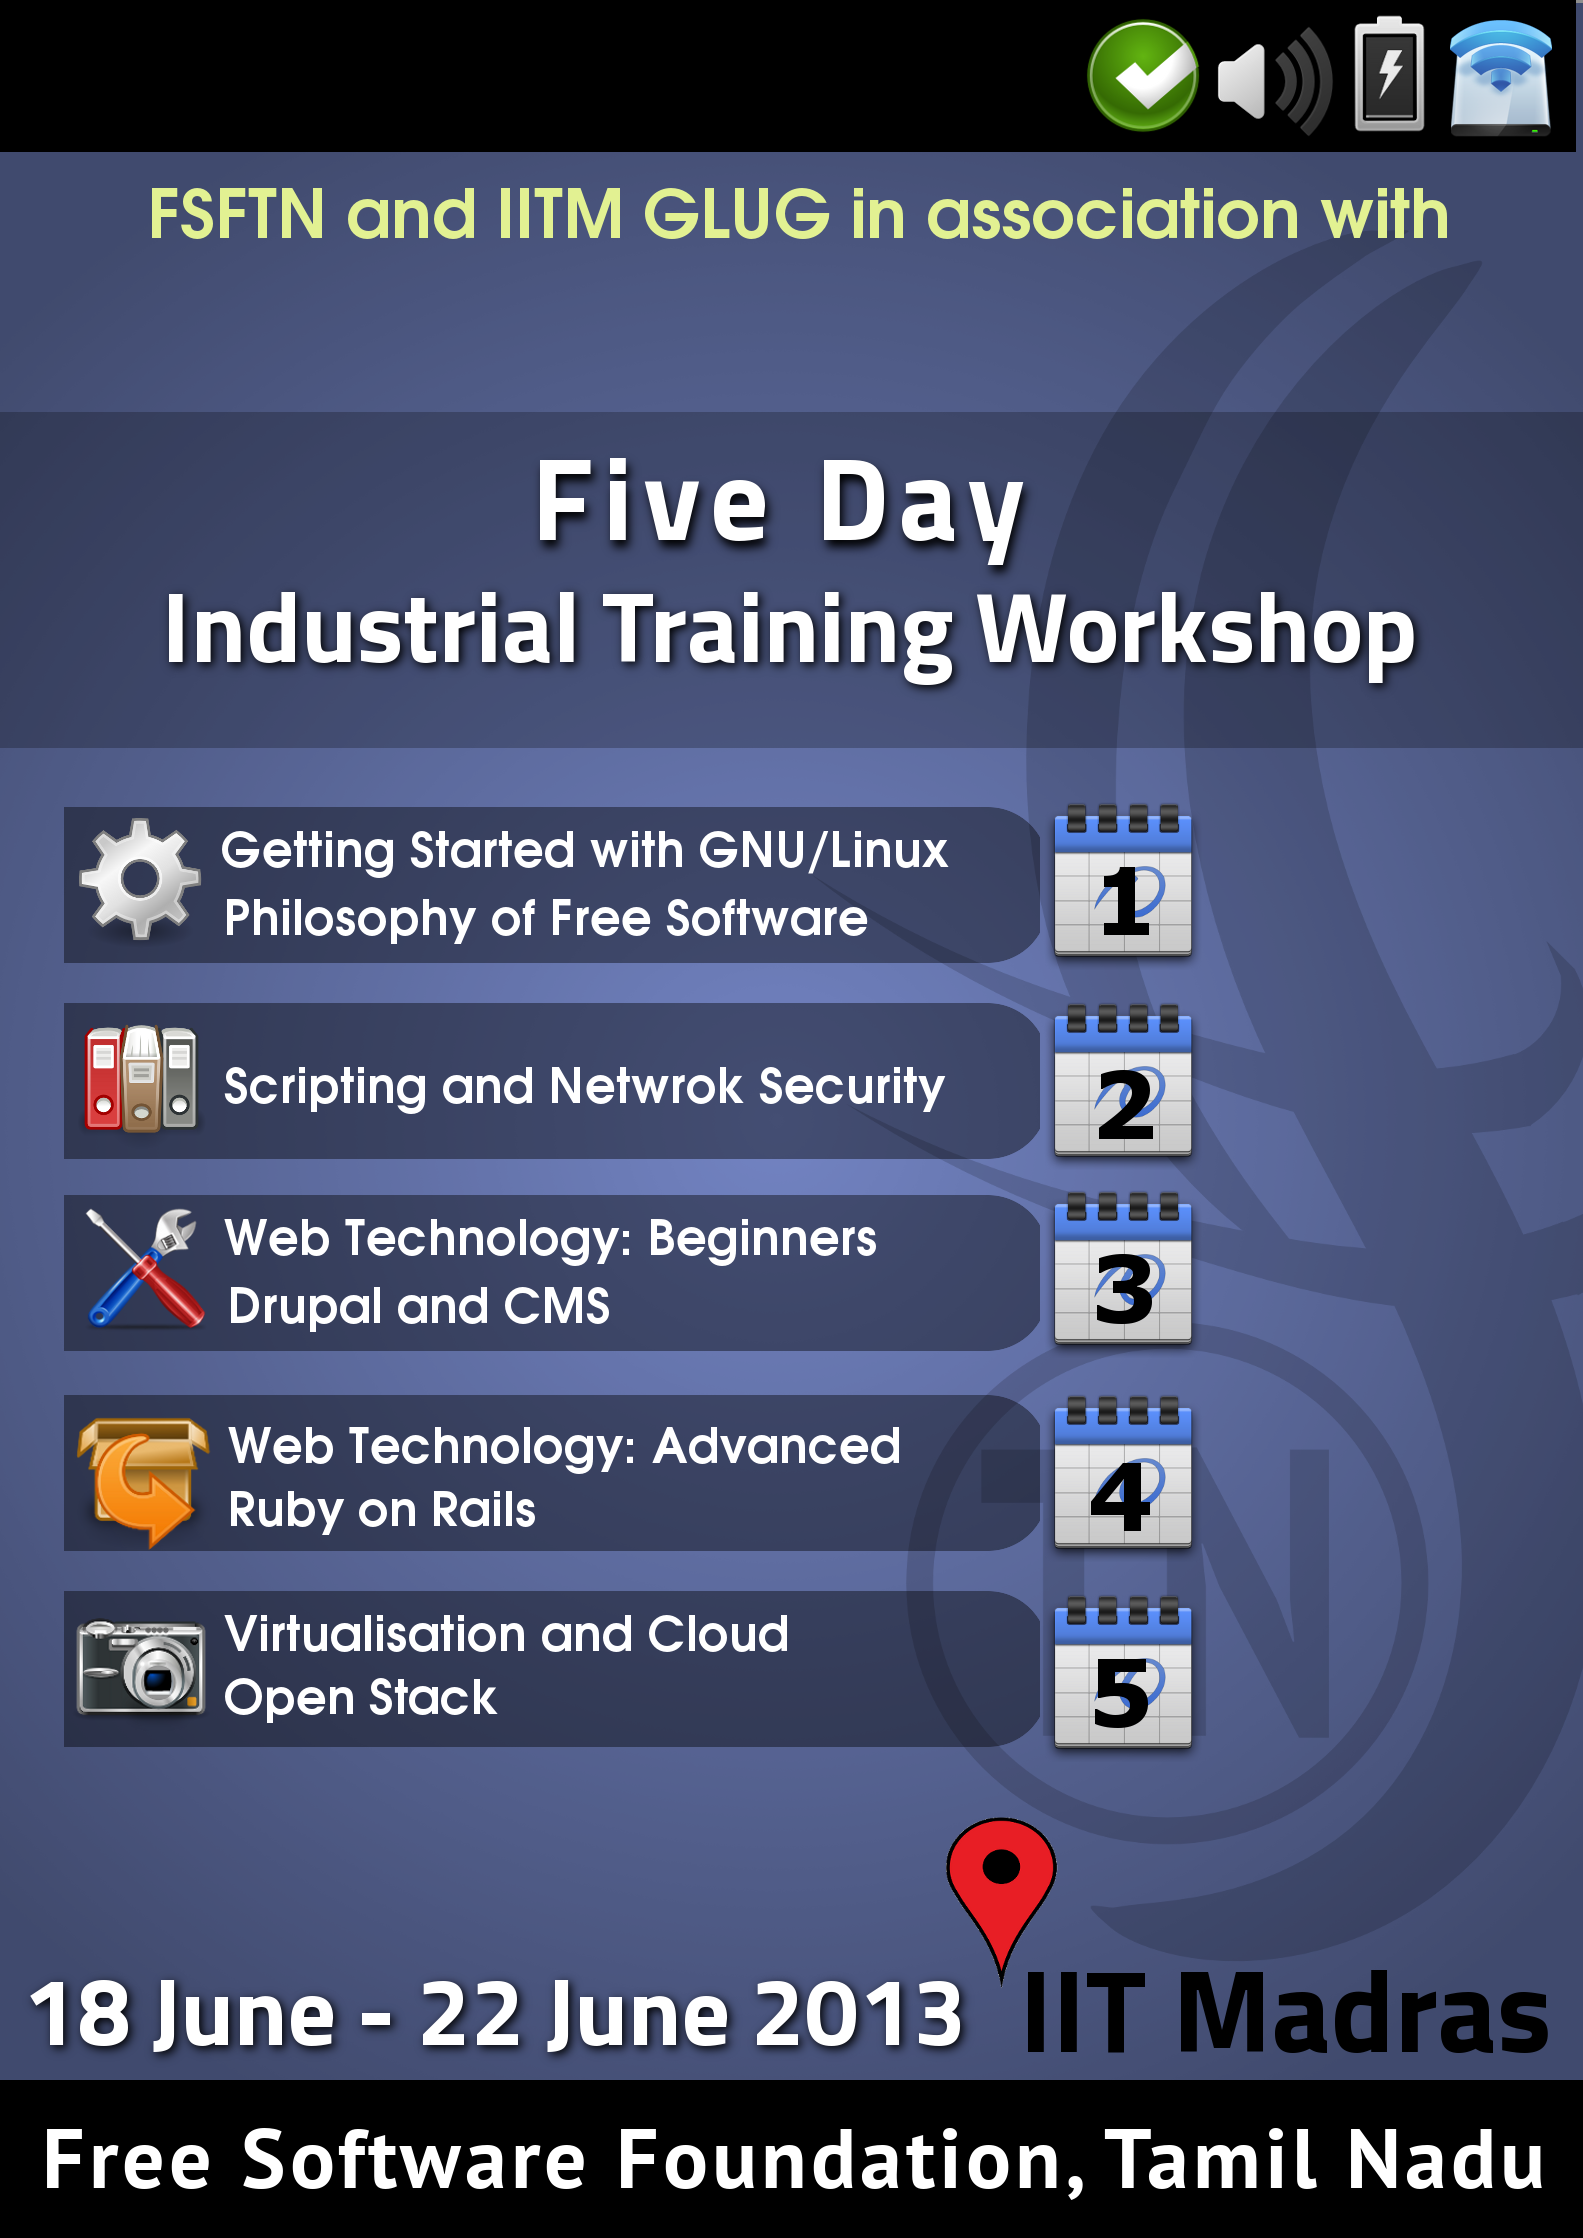 FSFTN and IITM GLUG in association with
Five Day
Industrial Training Workshop
Getting Started with GNU/Linux
Philosophy of Free Software
1
Scripting and Netwrok Security
2
Web Technology: Beginners
Drupal and CMS
3
Web Technology: Advanced
Ruby on Rails
4
Virtualisation and Cloud
Open Stack
5
TN
18 June - 22 June 2013
IIT Madras
Free Software Foundation, Tamil Nadu